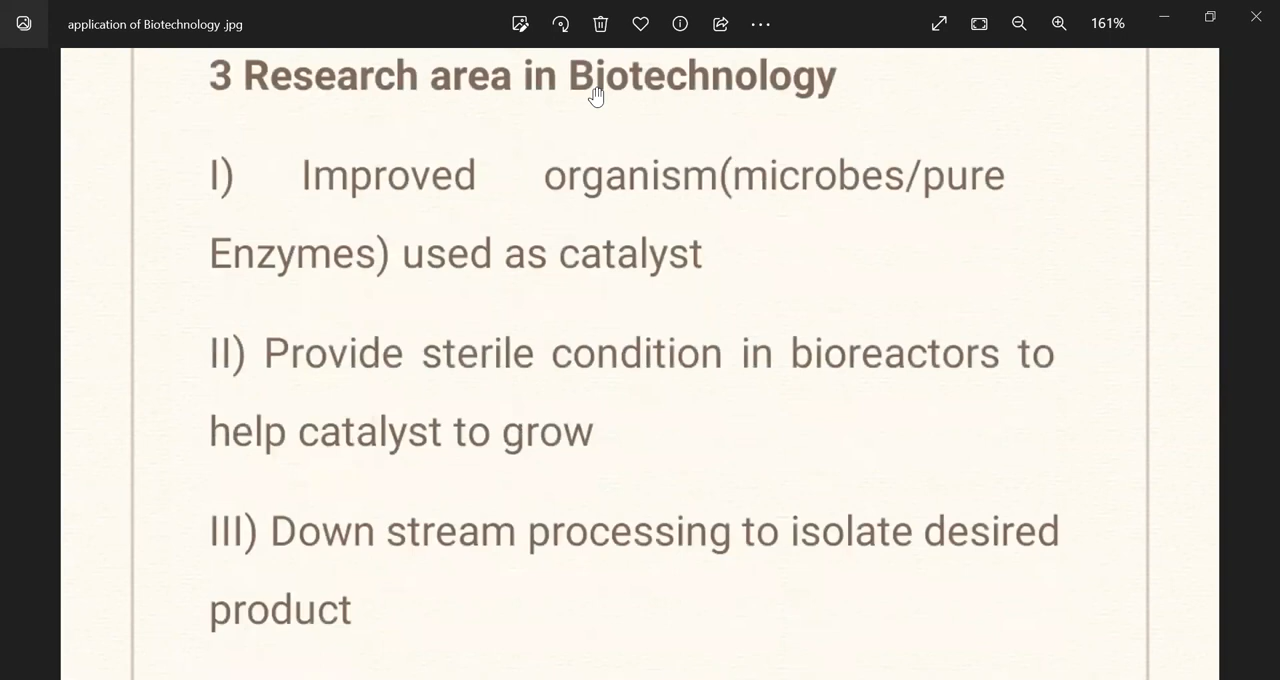 application of Biotechnology .jpg
161%
3 Research area in Biotechnology
I) Improved organism(microbes/pure
Enzymes) used as catalyst
II) Provide sterile condition in bioreactors to
help catalyst to grow
III) Down stream processing to isolate desired
product